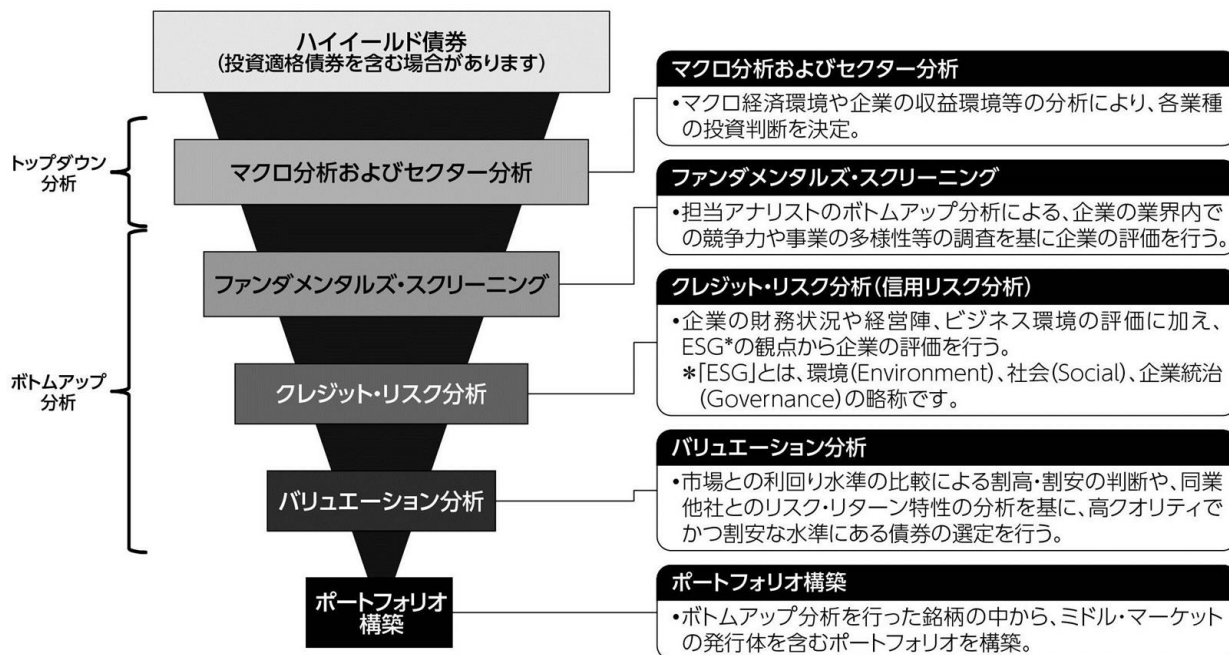 ハイイールド債券
(投資適格債券を含む場合があります)
トップダウン
分析
マクロ分析およびセクター分析
ボトムアップ
分析
ファンダメンタルズ・スクリーニング
クレジット・リスク分析
バリュエーション分析
ポートフォリオ
構築
マクロ分析およびセクター分析
•マクロ経済環境や企業の収益環境等の分析により、各業種
の投資判断を決定。
ファンダメンタルズ・スクリーニング
•担当アナリストのボトムアップ分析による、企業の業界内で
の競争力や事業の多様性等の調査を基に企業の評価を行う。
クレジット・リスク分析(信用リスク分析)
•企業の財務状況や経営陣、ビジネス環境の評価に加え、
ESG*の観点から企業の評価を行う。
*「ESG」とは、環境(Environment)、社会(Social)、企業統治
(Governance)の略称です。
バリュエーション分析
•市場との利回り水準の比較による割高・割安の判断や、同業
他社とのリスク・リターン特性の分析を基に、高クオリティで
かつ割安な水準にある債券の選定を行う。
ポートフォリオ構築
•ボトムアップ分析を行った銘柄の中から、ミドル・マーケット
の発行体を含むポートフォリオを構築。